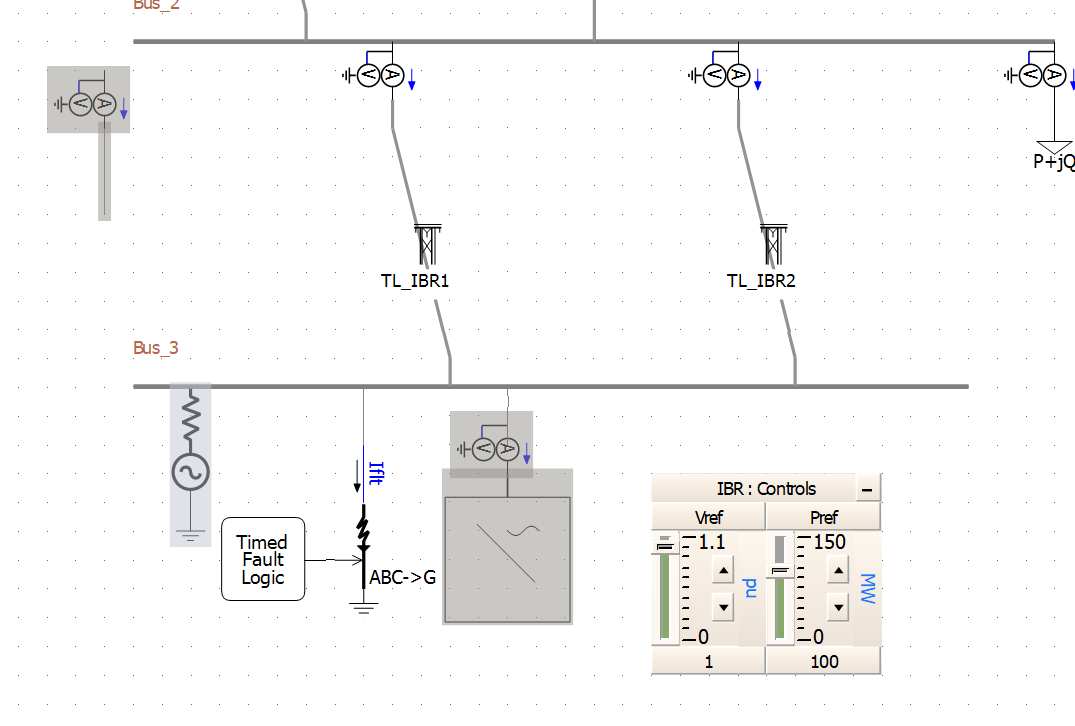 Bus_2
V A
V A
V A
V A
P+jQ
TL_IBR1
TL_IBR2
Bus_3
V A
Iflt
Timed
Fault
Logic
ABC->G
IBR : Controls
Vref
Pref
1.1
150
pu
MW
0
0
1
100